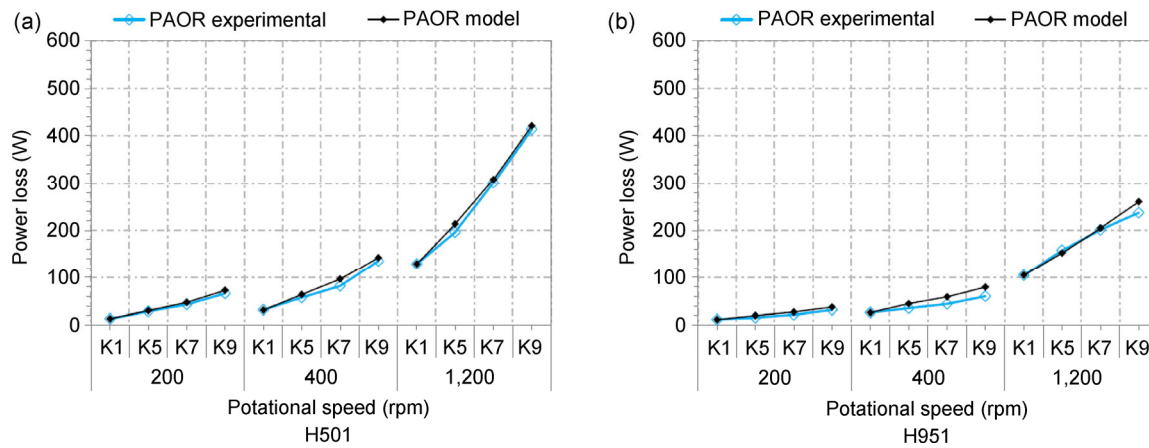 (a)
PAOR experimental
PAOR model
600
500
400
300
200
100
0
Power loss (W)
K1 K5 K7 K9 K1 K5 K7 K9 K1 K5 K7 K9
200 400 1,200
Potational speed (rpm)
H501
(b)
PAOR experimental
PAOR model
600
500
400
300
200
100
0
Power loss (W)
K1 K5 K7 K9 K1 K5 K7 K9 K1 K5 K7 K9
200 400 1,200
Potational speed (rpm)
H951